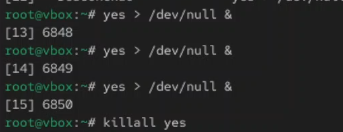 root@vbox:~# yes > /dev/null &
[13] 6848
root@vbox:~# yes > /dev/null &
[14] 6849
root@vbox:~# yes > /dev/null &
[15] 6850
root@vbox:~# killall yes